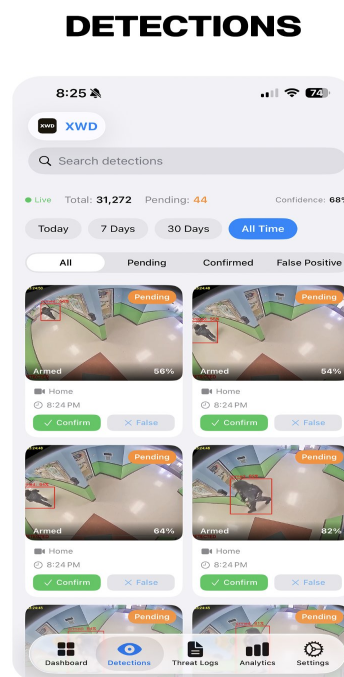 DETECTIONS
8:25 74
XWD XWD
Search detections
Live Total: 31,272 Pending: 44 Confidence: 68%
Today 7 Days 30 Days All Time
All Pending Confirmed False Positive
Pending Pending
Armed 56% Armed 54%
Home Home
8:24 PM 8:24 PM
✓ Confirm × False ✓ Confirm × False
Pending Pending
Armed 64% Armed 82%
Home Home
8:24 PM 8:24 PM
✓ Confirm × False ✓ Confirm × False
Pending Pending
Dashboard Detections Threat Logs Analytics Settings